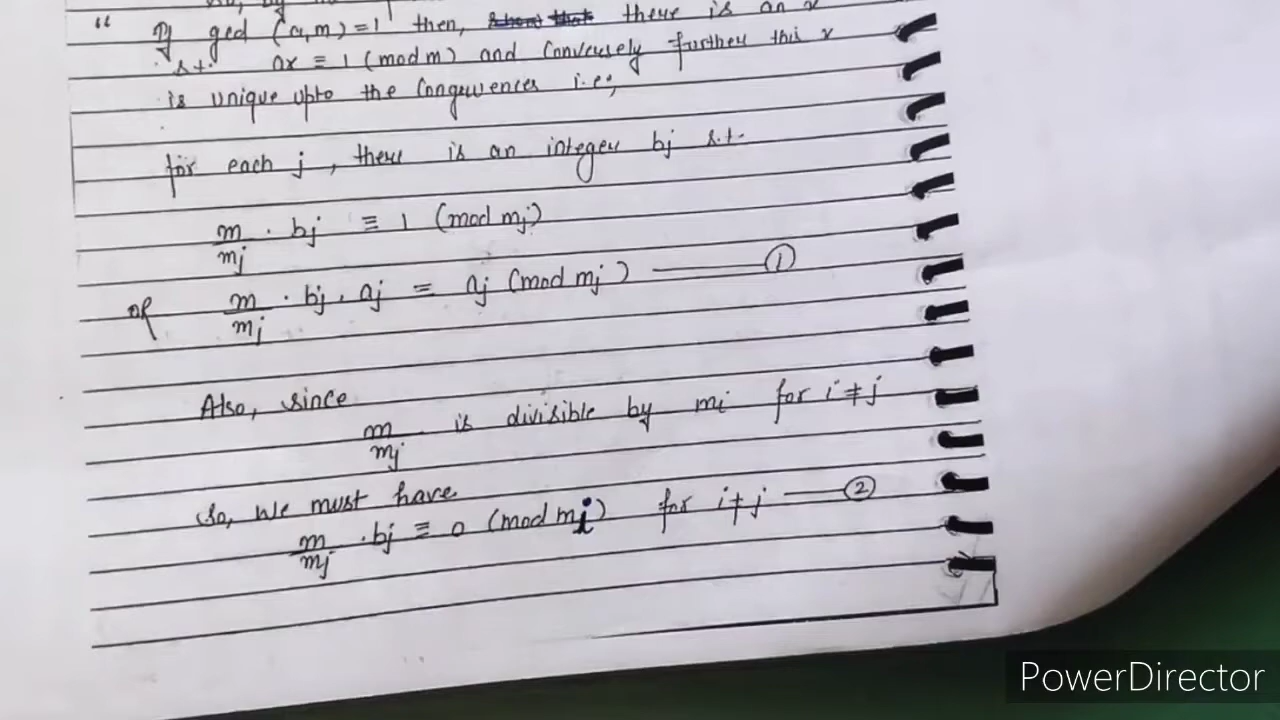 “ If gcd (a,m)=1 then, there is an x
s.t. ax ≡ 1 (mod m) and conversely further this x
is unique upto the congruences i.e;
for each j, there is an integer bj s.t.
m/mj . bj ≡ 1 (mod mj)
or m/mj . bj . aj ≡ aj (mod mj) —— ①
Also, since
m/mj is divisible by mi for i ≠ j
So, we must have
m/mj . bj ≡ 0 (mod mi) for i ≠ j —— ②
PowerDirector